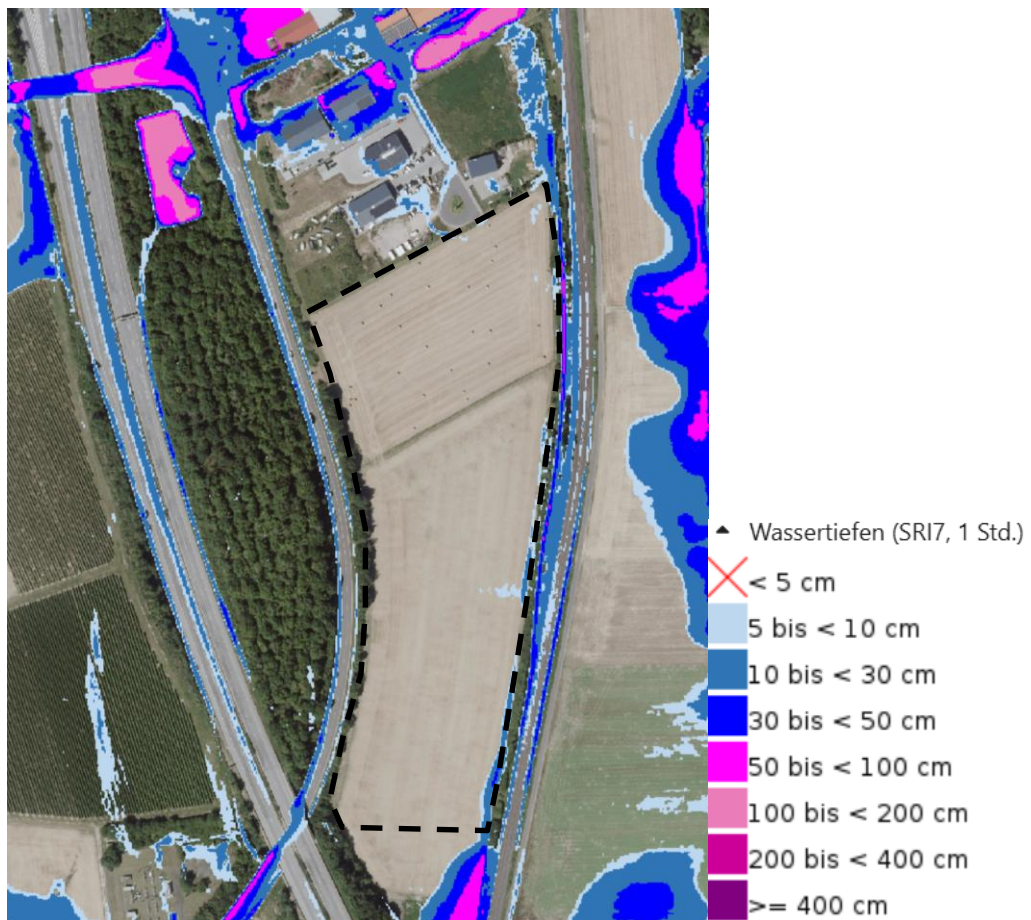 Wassertiefen (SRI7, 1 Std.)
< 5 cm
5 bis < 10 cm
10 bis < 30 cm
30 bis < 50 cm
50 bis < 100 cm
100 bis < 200 cm
200 bis < 400 cm
>= 400 cm